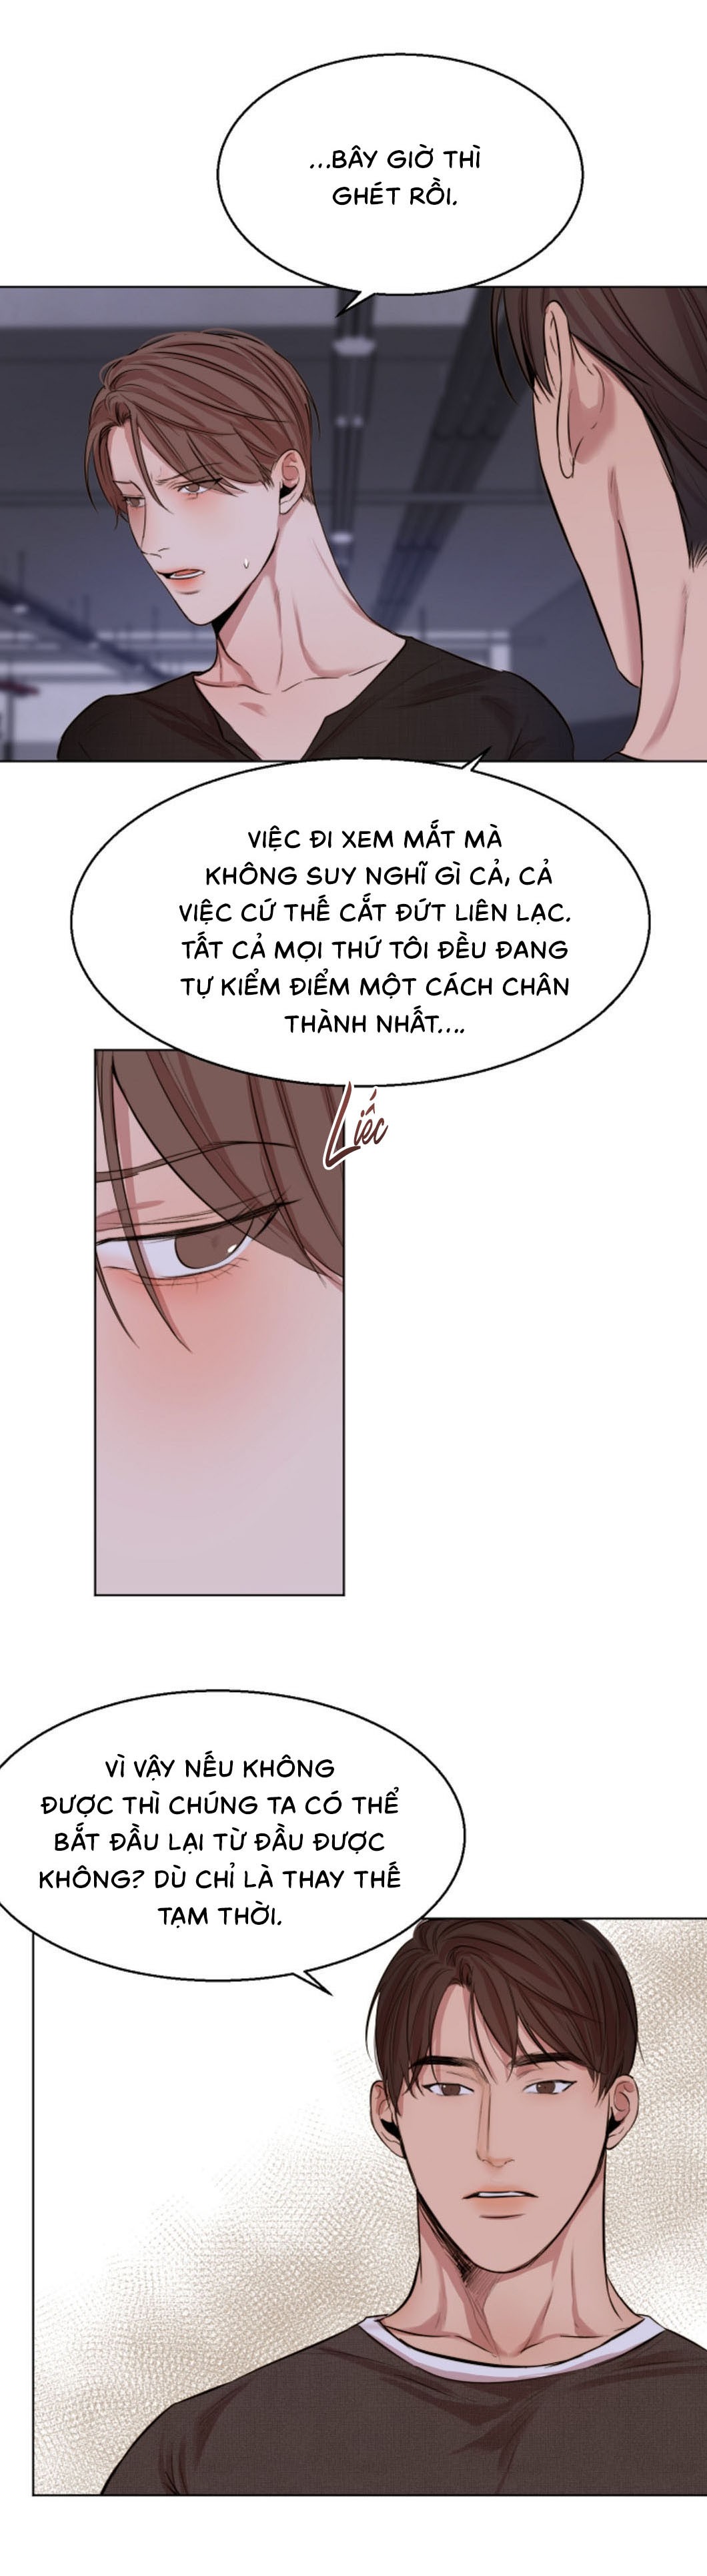 ...BÂY GIỜ THÌ
GHÉT RỒI.
VIỆC ĐI XEM MẮT MÀ
KHÔNG SUY NGHĨ GÌ CẢ, CẢ
VIỆC CỨ THẾ CẮT ĐỨT LIÊN LẠC.
TẤT CẢ MỌI THỨ TÔI ĐỀU ĐANG
TỰ KIỂM ĐIỂM MỘT CÁCH CHÂN
THÀNH NHẤT....
Liếc
VÌ VẬY NẾU KHÔNG
ĐƯỢC THÌ CHÚNG TA CÓ THỂ
BẮT ĐẦU LẠI TỪ ĐẦU ĐƯỢC
KHÔNG? DÙ CHỈ LÀ THAY THẾ
TẠM THỜI.